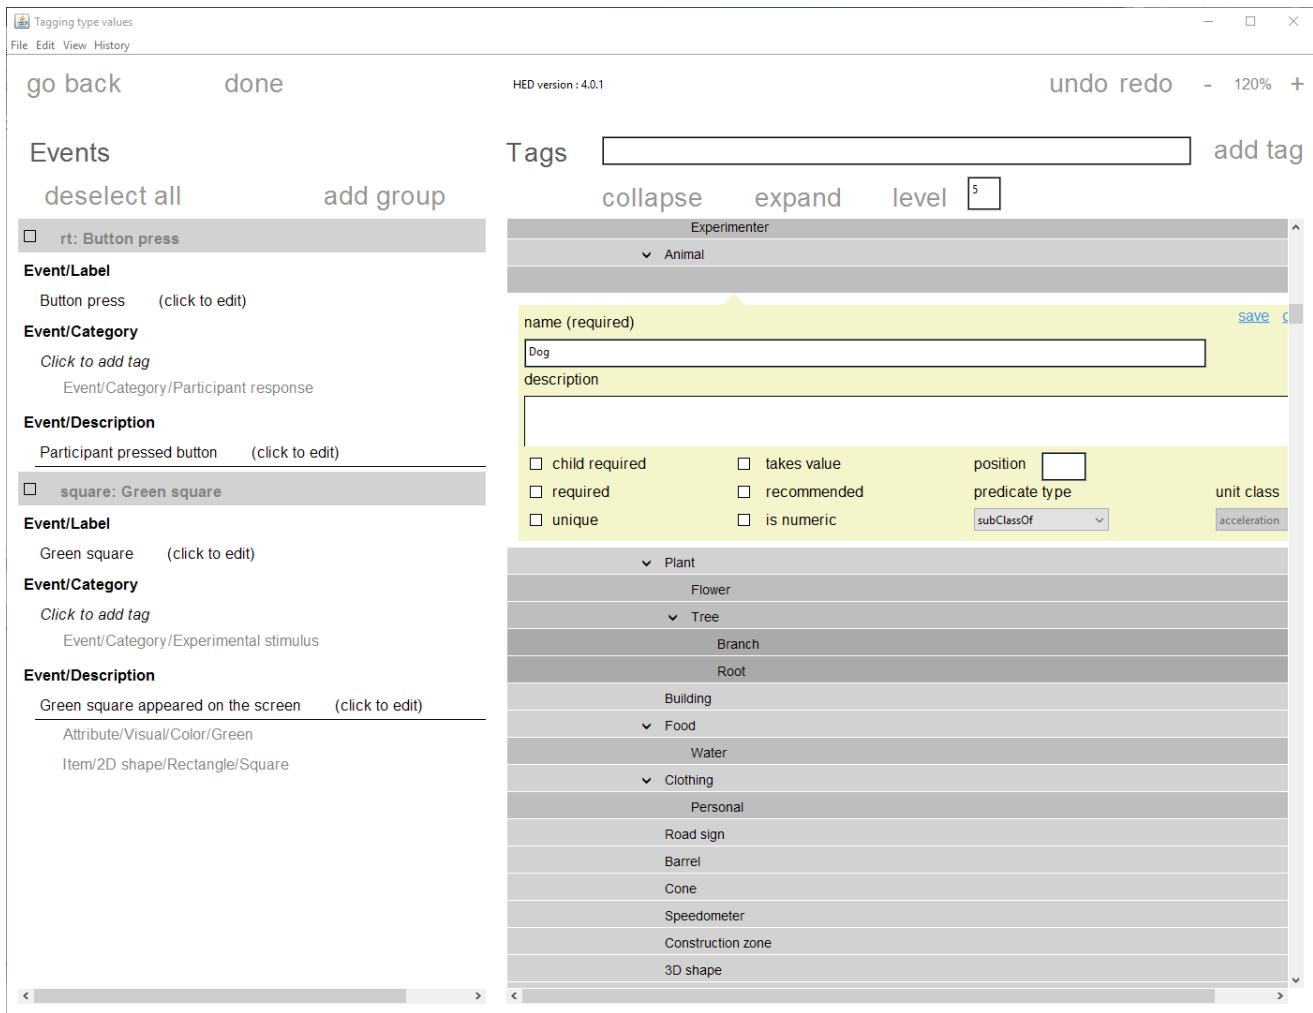 Tagging type values
File Edit View History
go back done HED version : 4.0.1 undo redo - 120% +
Events
deselect all add group
rt: Button press
Event/Label
Button press (click to edit)
Event/Category
Click to add tag
Event/Category/Participant response
Event/Description
Participant pressed button (click to edit)
square: Green square
Event/Label
Green square (click to edit)
Event/Category
Click to add tag
Event/Category/Experimental stimulus
Event/Description
Green square appeared on the screen (click to edit)
Attribute/Visual/Color/Green
Item/2D shape/Rectangle/Square
Tags add tag
collapse expand level 5
Experimenter
Animal
name (required) save
Dog
description
child required takes value position
required recommended predicate type unit class
unique is numeric subClassOf acceleration
Plant
Flower
Tree
Branch
Root
Building
Food
Water
Clothing
Personal
Road sign
Barrel
Cone
Speedometer
Construction zone
3D shape